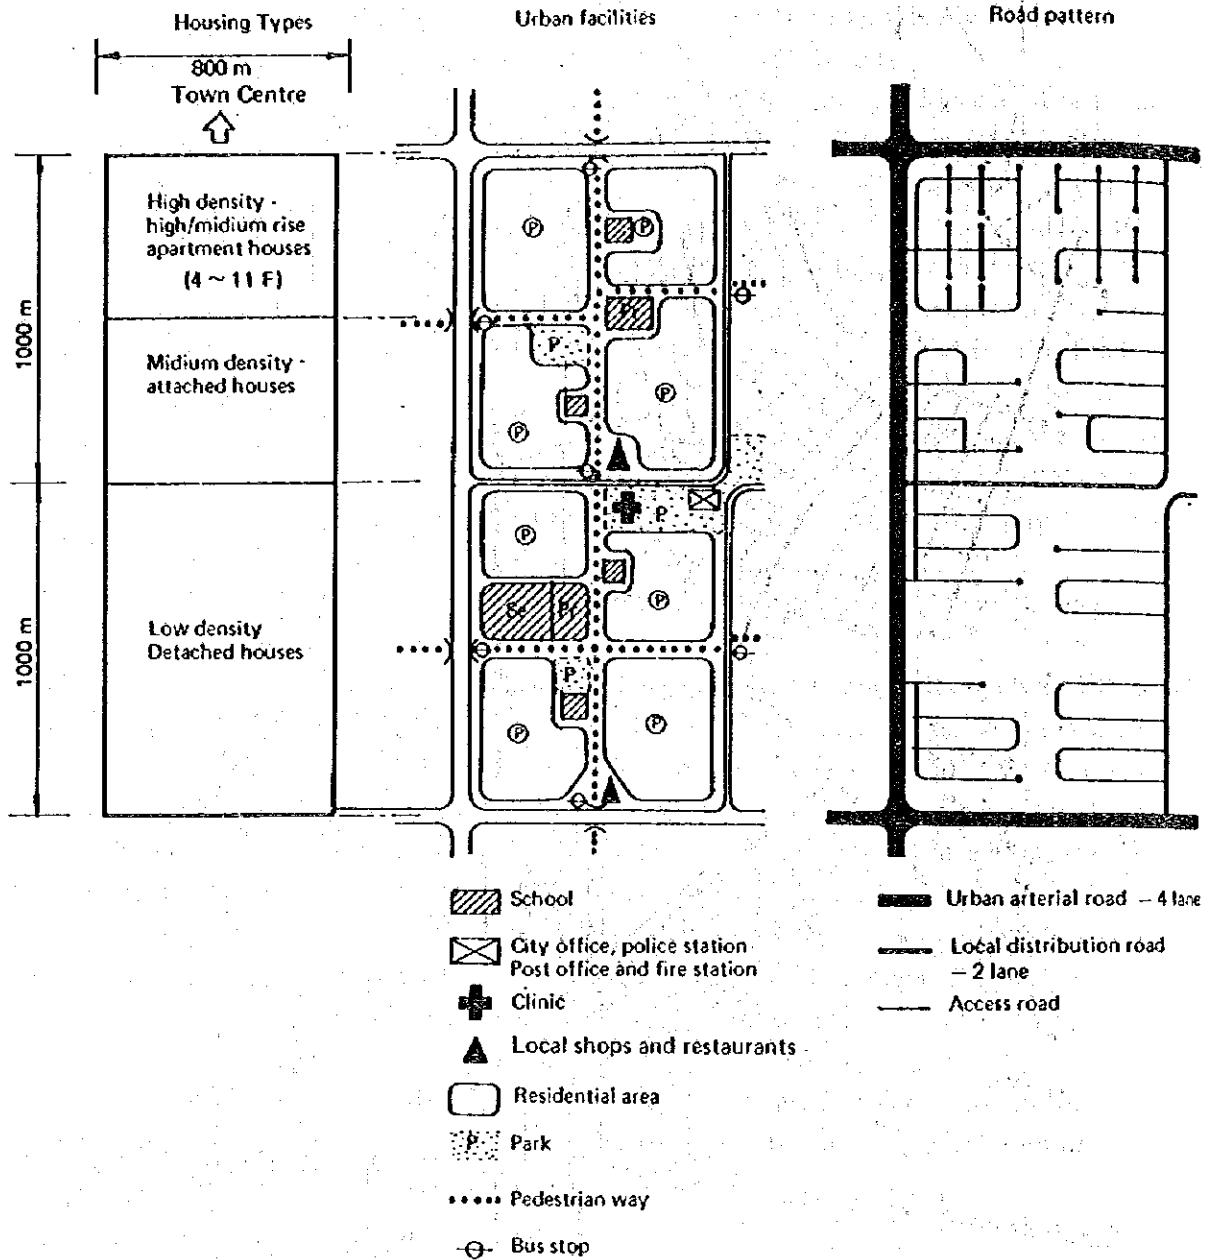 Housing Types
Urban facilities
Road pattern
800 m
Town Centre
1000 m
1000 m
High density -
high/midium rise
apartment houses
(4 ~ 11 F)
Midium density -
attached houses
Low density
Detached houses
P
P
P
P
P
P
P
P
Se
Pr
P
P
P
P
School
City office, police station
Post office and fire station
Clinic
Local shops and restaurants
Residential area
P
Park
Pedestrian way
Bus stop
Urban arterial road – 4 lane
Local distribution road
– 2 lane
Access road